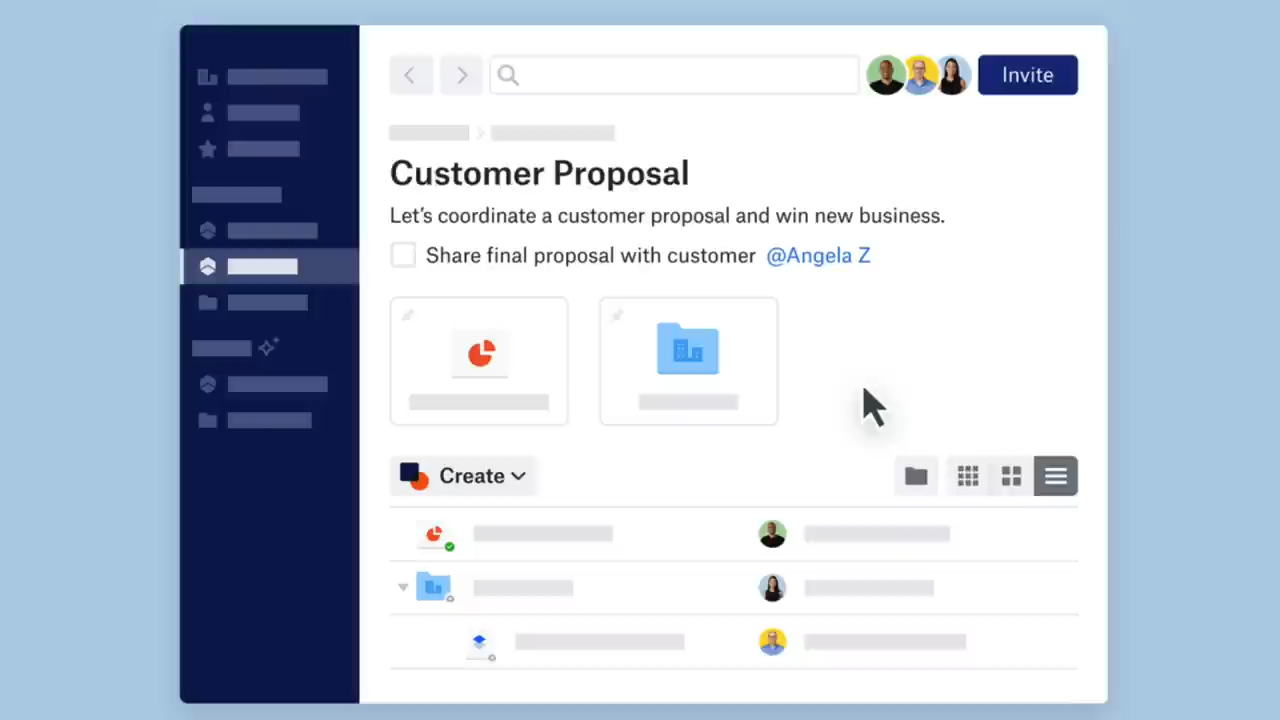 Invite
Customer Proposal
Let's coordinate a customer proposal and win new business.
Share final proposal with customer @Angela Z
Create